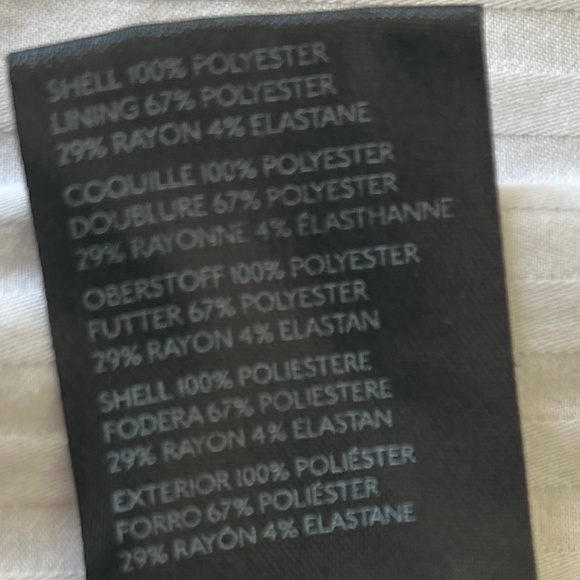 SHELL 100% POLYESTER
LINING 67% POLYESTER
29% RAYON 4% ELASTANE
COQUILLE 100% POLYESTER
DOUBLURE 67% POLYESTER
29% RAYONNE 4% ÉLASTHANNE
OBERSTOFF 100% POLYESTER
FUTTER 67% POLYESTER
29% RAYON 4% ELASTAN
SHELL 100% POLIESTERE
FODERA 67% POLIESTERE
29% RAYON 4% ELASTAN
EXTERIOR 100% POLIÉSTER
FORRO 67% POLIÉSTER
29% RAYÓN 4% ELASTANE